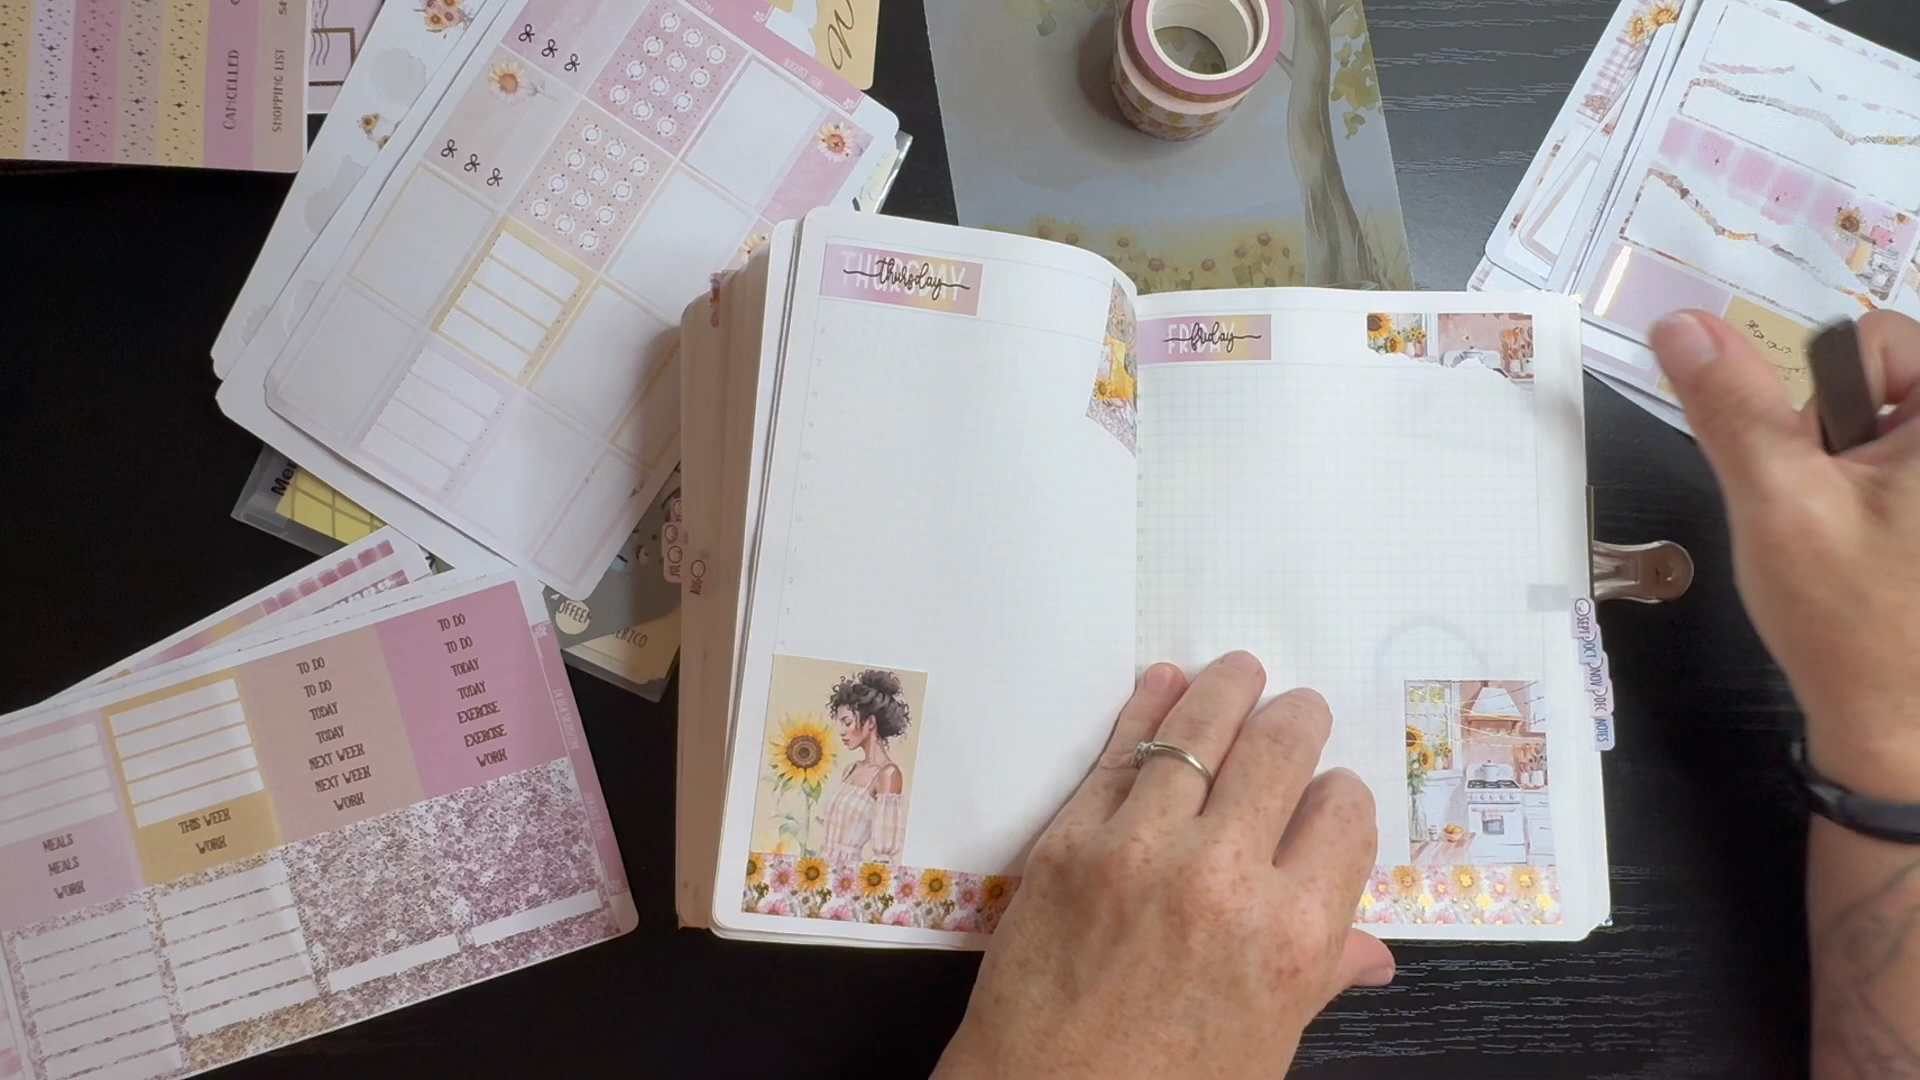 CANCELLED
SHOPPING LIST
THURSDAY
thursday
FRIDAY
friday
AUG
SEPT
OCT
NOV
DEC
NOTES
TO DO
TO DO
TODAY
TODAY
EXERCISE
EXERCISE
WORK
TO DO
TO DO
TODAY
TODAY
NEXT WEEK
NEXT WEEK
WORK
THIS WEEK
WORK
MEALS
MEALS
WORK